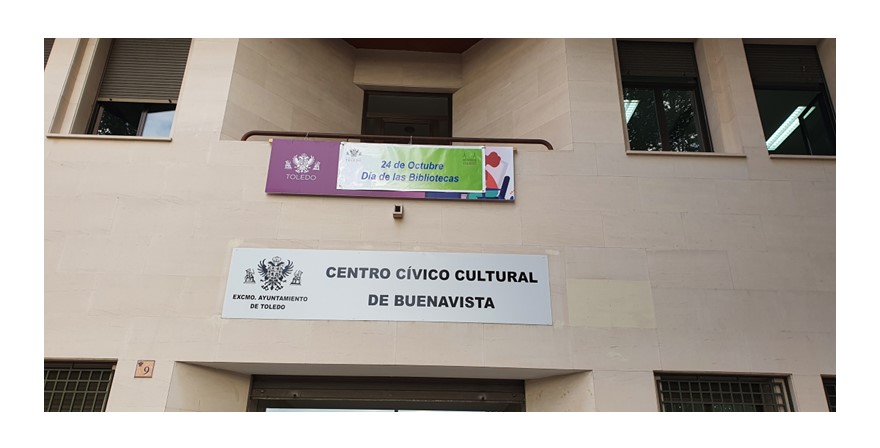 TOLEDO
24 de Octubre
Día de las Bibliotecas
CENTRO CÍVICO CULTURAL
DE BUENAVISTA
EXCMO. AYUNTAMIENTO
DE TOLEDO
9